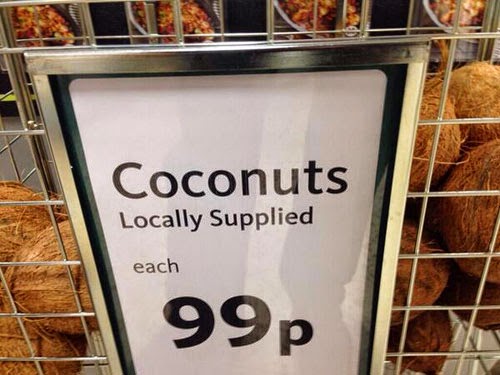 Coconuts
Locally Supplied
each
99p